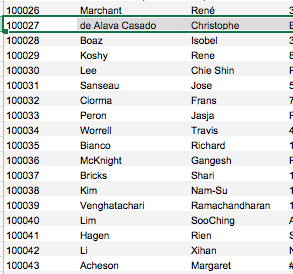 100026 Marchant René 3
100027 de Alava Casado Christophe E
100028 Boaz Isobel 3
100029 Koshy Rene 8
100030 Lee Chie Shin F
100031 Sanseau Jose 5
100032 Ciorma Frans 7
100033 Peron Jasja F
100034 Worrell Travis 4
100035 Bianco Richard 1
100036 McKnight Gangesh F
100037 Bricks Shari 1
100038 Kim Nam-Su 1
100039 Venghatachari Ramachandharan 1
100040 Lim SooChing A
100041 Hagen Rien S
100042 Li Xihan N
100043 Acheson Margaret #